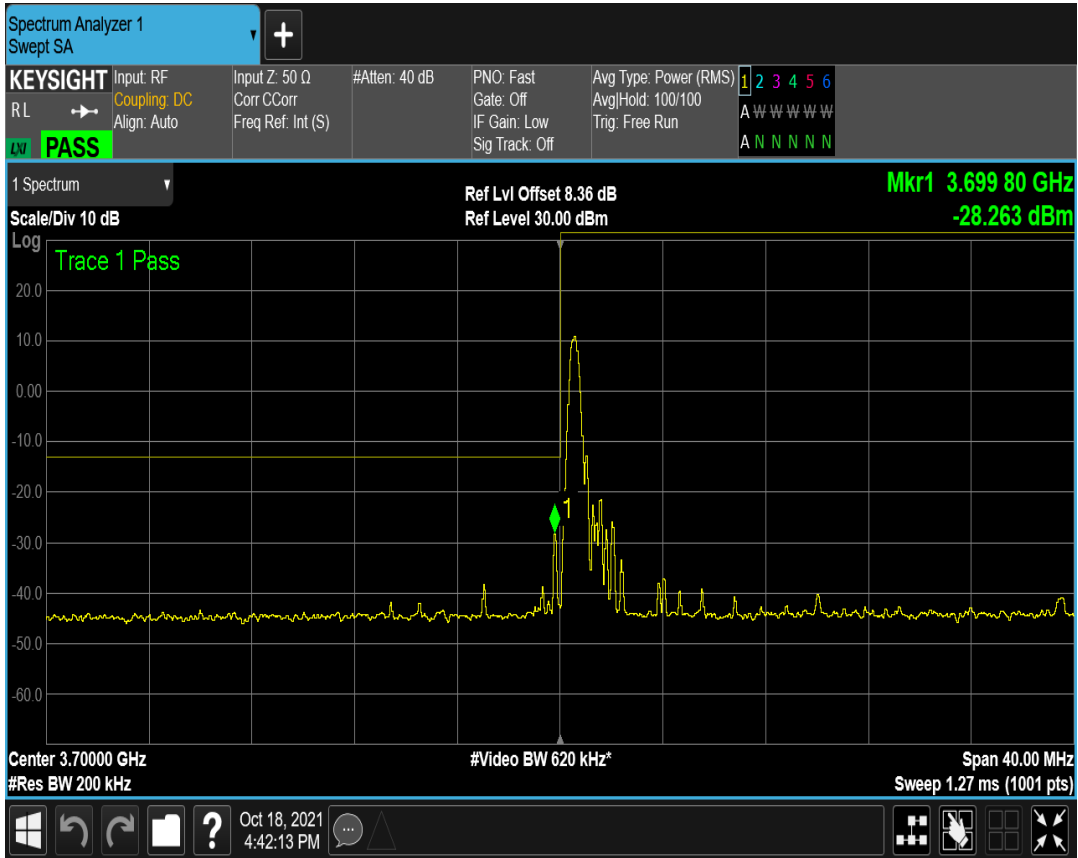 Spectrum Analyzer 1
Swept SA
+
KEYSIGHT
R L
LXI PASS
Input: RF
Coupling: DC
Align: Auto
Input Z: 50 Ω
Corr CCorr
Freq Ref: Int (S)
#Atten: 40 dB
PNO: Fast
Gate: Off
IF Gain: Low
Sig Track: Off
Avg Type: Power (RMS)
Avg|Hold: 100/100
Trig: Free Run
1 2 3 4 5 6
A W W W W W
A N N N N N
1 Spectrum
Scale/Div 10 dB
Ref Lvl Offset 8.36 dB
Ref Level 30.00 dBm
Mkr1 3.699 80 GHz
-28.263 dBm
Log
Trace 1 Pass
20.0
10.0
0.00
-10.0
-20.0
1
-30.0
-40.0
-50.0
-60.0
Center 3.70000 GHz
#Video BW 620 kHz*
Span 40.00 MHz
#Res BW 200 kHz
Sweep 1.27 ms (1001 pts)
?
Oct 18, 2021
4:42:13 PM